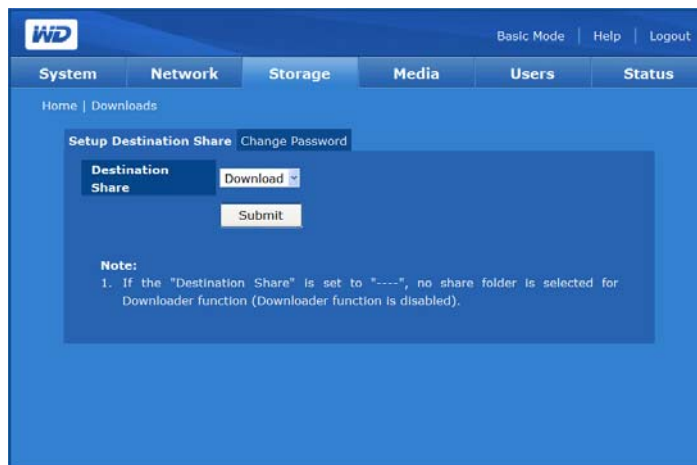 WD
Basic Mode | Help | Logout
System Network Storage Media Users Status
Home | Downloads
Setup Destination Share Change Password
Destination
Share
Download
Submit
Note:
1. If the "Destination Share" is set to "----", no share folder is selected for
Downloader function (Downloader function is disabled).